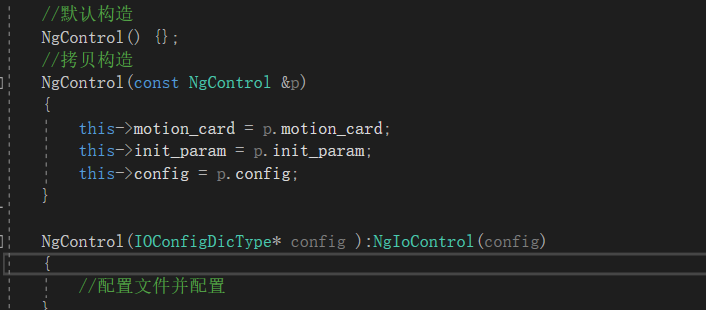 //默认构造
NgControl() {};
//拷贝构造
NgControl(const NgControl &p)
{
this->motion_card = p.motion_card;
this->init_param = p.init_param;
this->config = p.config;
}
NgControl(IOConfigDicType* config ):NgIoControl(config)
{
//配置文件并配置
}